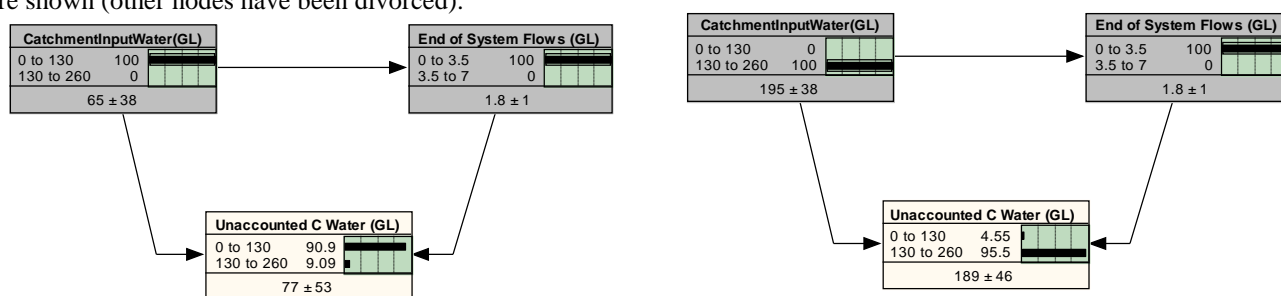 re shown (other nodes have been divorced).
CatchmentInputWater(GL)
0 to 130 100
130 to 260 0
65 ± 38
End of System Flows (GL)
0 to 3.5 100
3.5 to 7 0
1.8 ± 1
Unaccounted C Water (GL)
0 to 130 90.9
130 to 260 9.09
77 ± 53
CatchmentInputWater(GL)
0 to 130 0
130 to 260 100
195 ± 38
End of System Flows (GL)
0 to 3.5 100
3.5 to 7 0
1.8 ± 1
Unaccounted C Water (GL)
0 to 130 4.55
130 to 260 95.5
189 ± 46